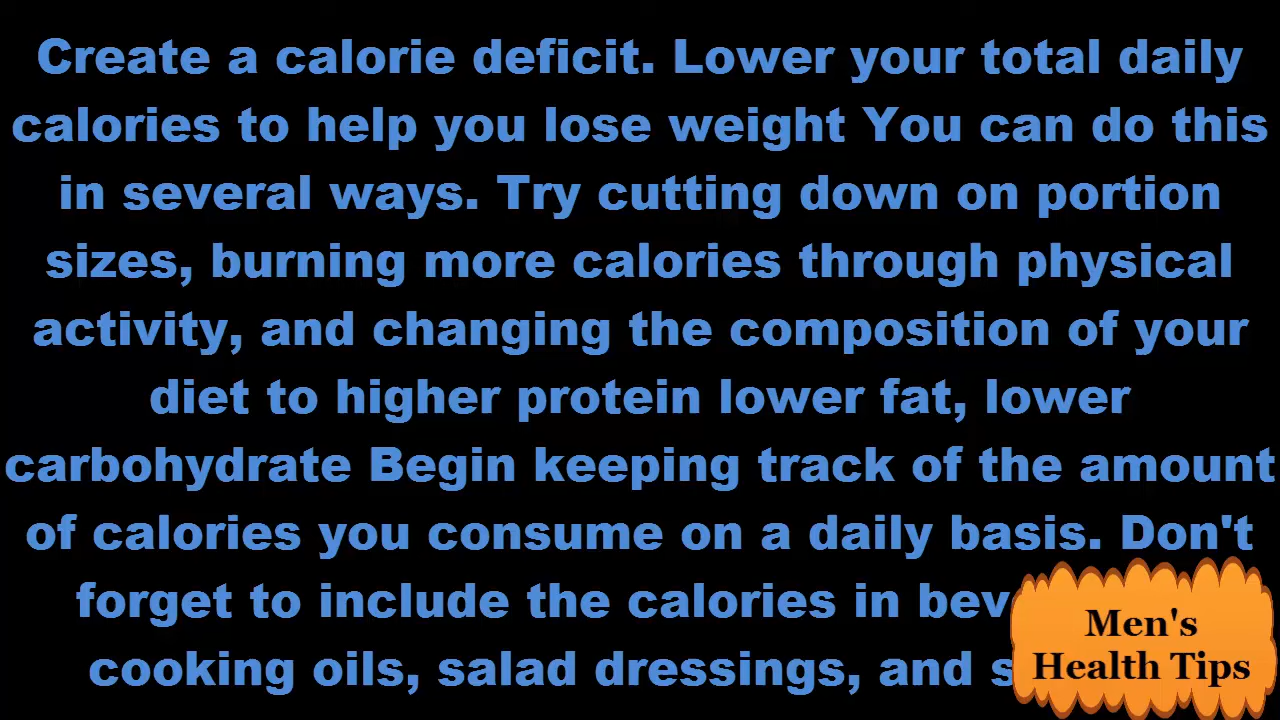 Create a calorie deficit. Lower your total daily
calories to help you lose weight You can do this
in several ways. Try cutting down on portion
sizes, burning more calories through physical
activity, and changing the composition of your
diet to higher protein lower fat, lower
carbohydrate Begin keeping track of the amount
of calories you consume on a daily basis. Don't
forget to include the calories in
cooking oils, salad dressings, and
Men's
Health Tips